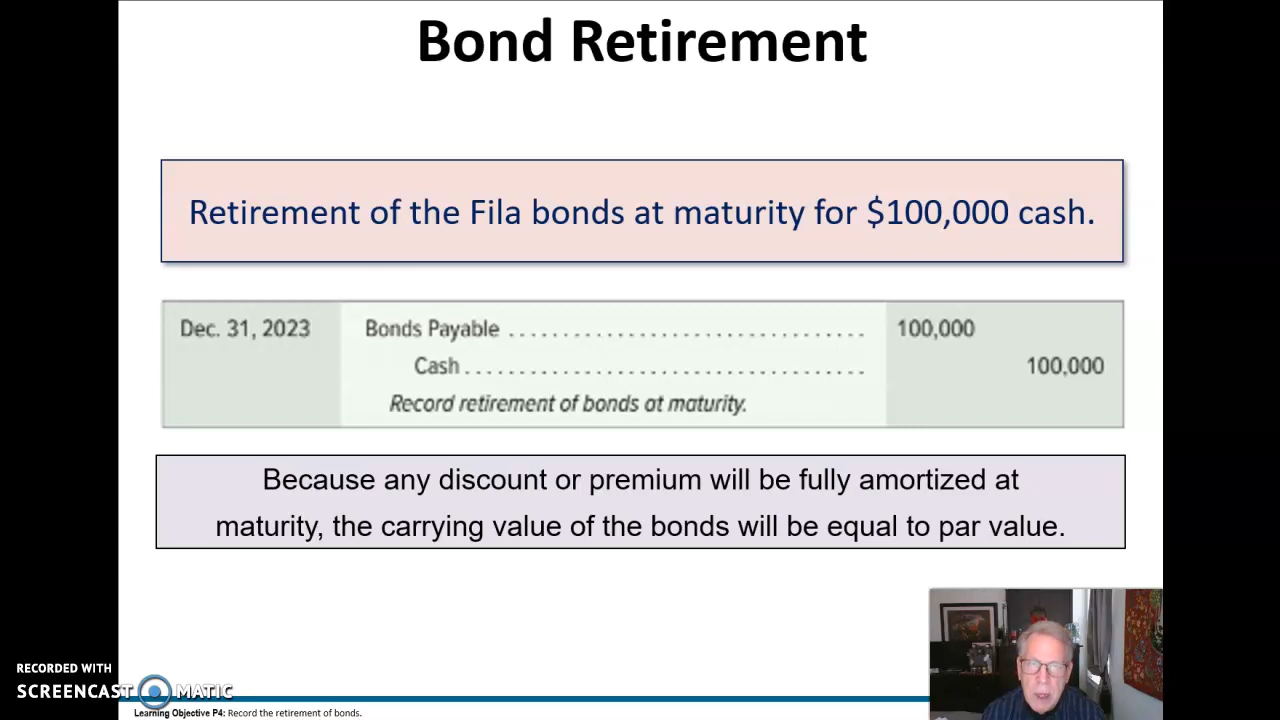 Bond Retirement
Retirement of the Fila bonds at maturity for $100,000 cash.
Dec. 31, 2023 Bonds Payable ................................. 100,000
Cash ..................................... 100,000
Record retirement of bonds at maturity.
Because any discount or premium will be fully amortized at
maturity, the carrying value of the bonds will be equal to par value.
RECORDED WITH
SCREENCAST MATIC
Learning Objective P4: Record the retirement of bonds.